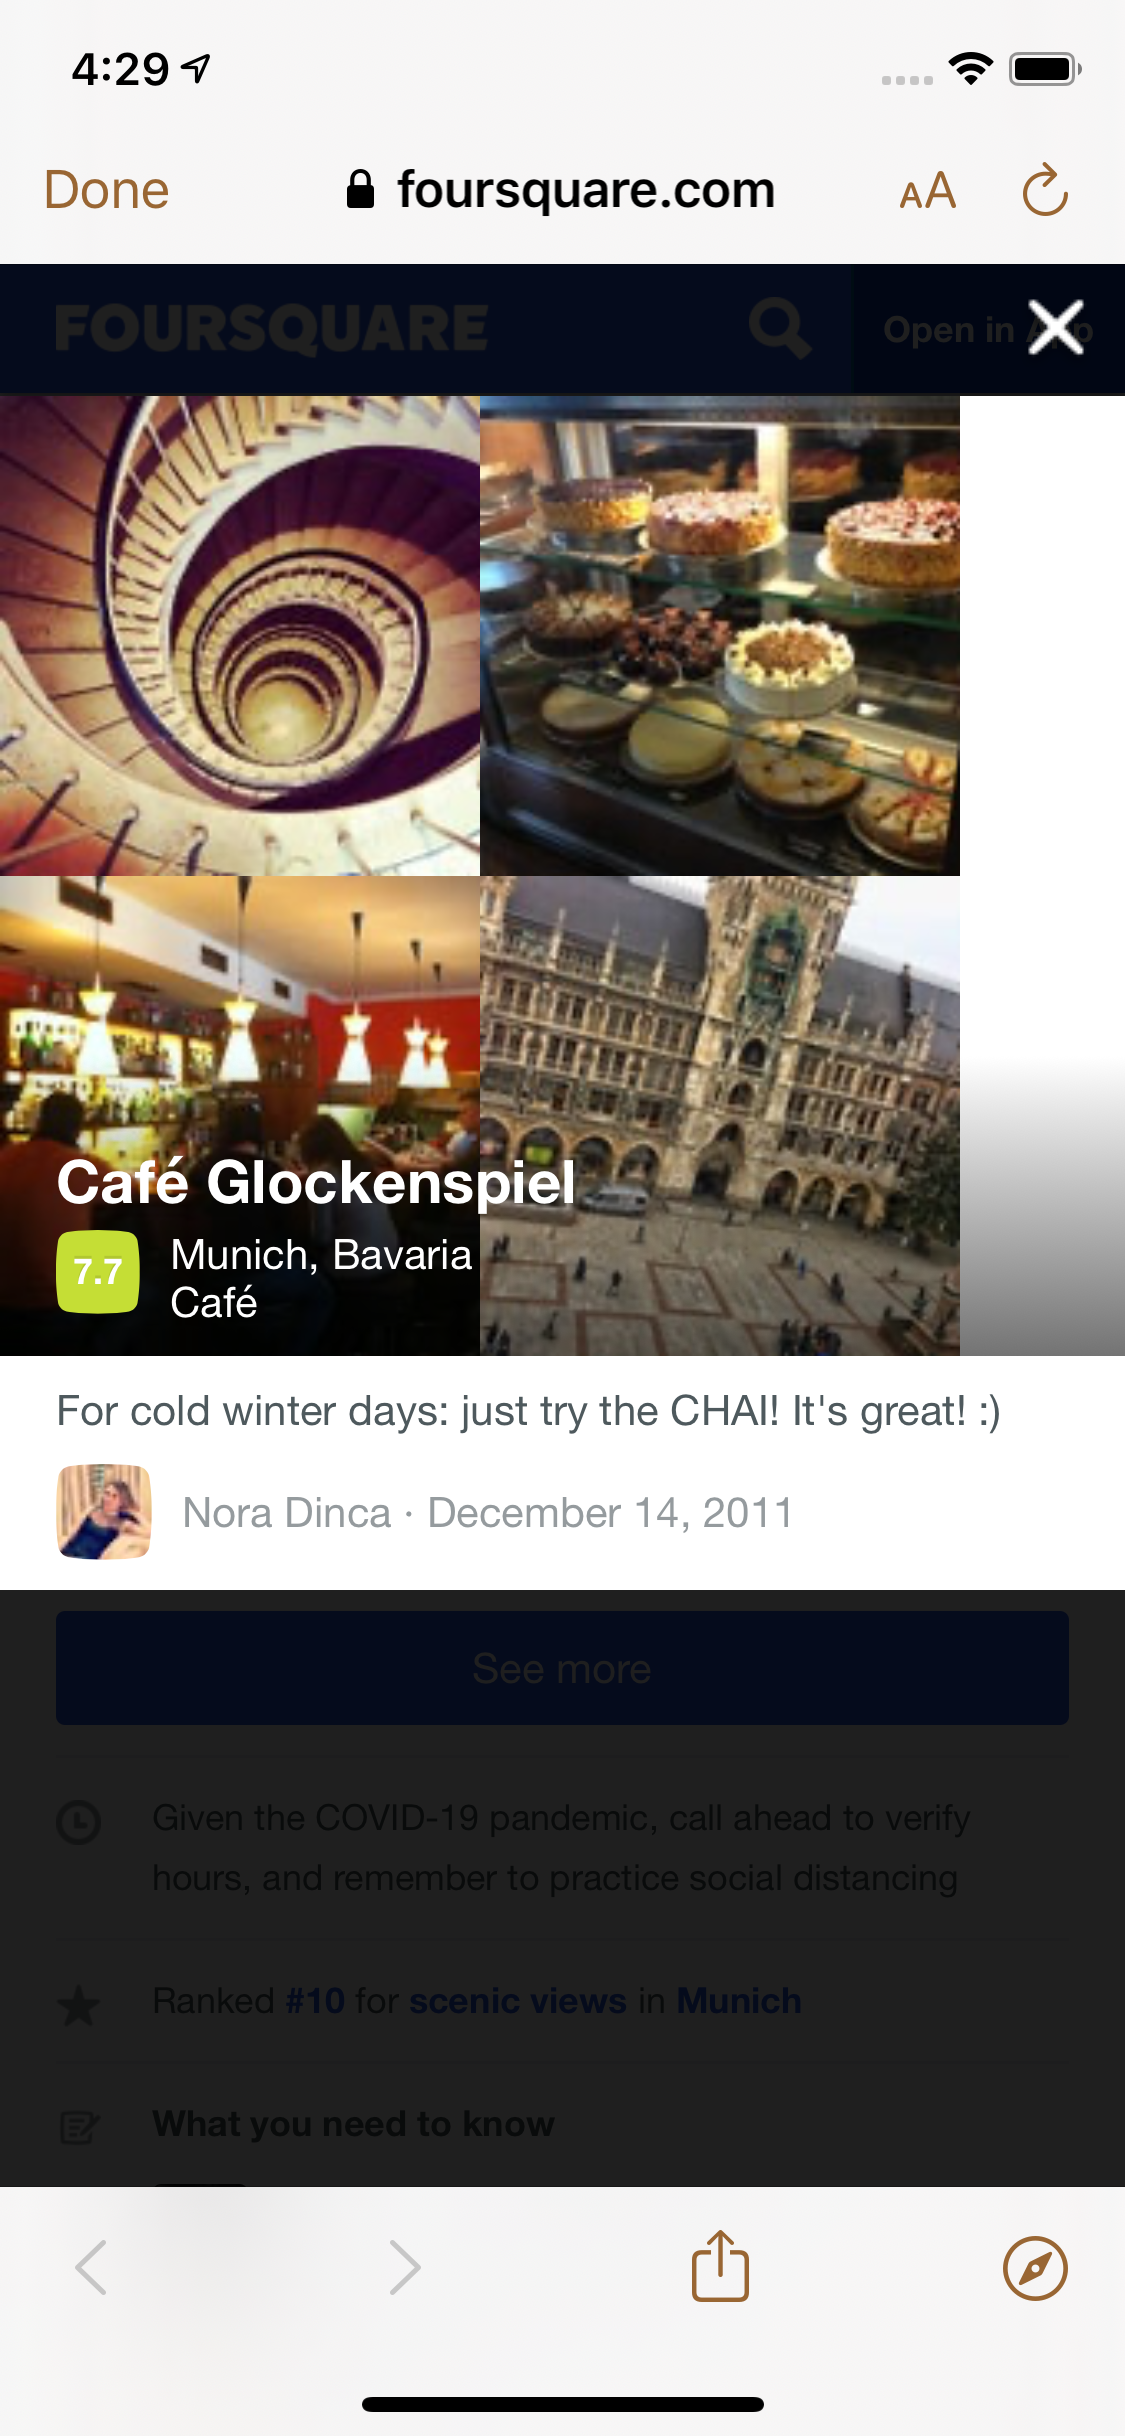 4:29
Done
foursquare.com
AA
FOURSQUARE
Open in App
Café Glockenspiel
7.7
Munich, Bavaria
Café
For cold winter days: just try the CHAI! It's great! :)
Nora Dinca · December 14, 2011
See more
Given the COVID-19 pandemic, call ahead to verify
hours, and remember to practice social distancing
Ranked #10 for scenic views in Munich
What you need to know